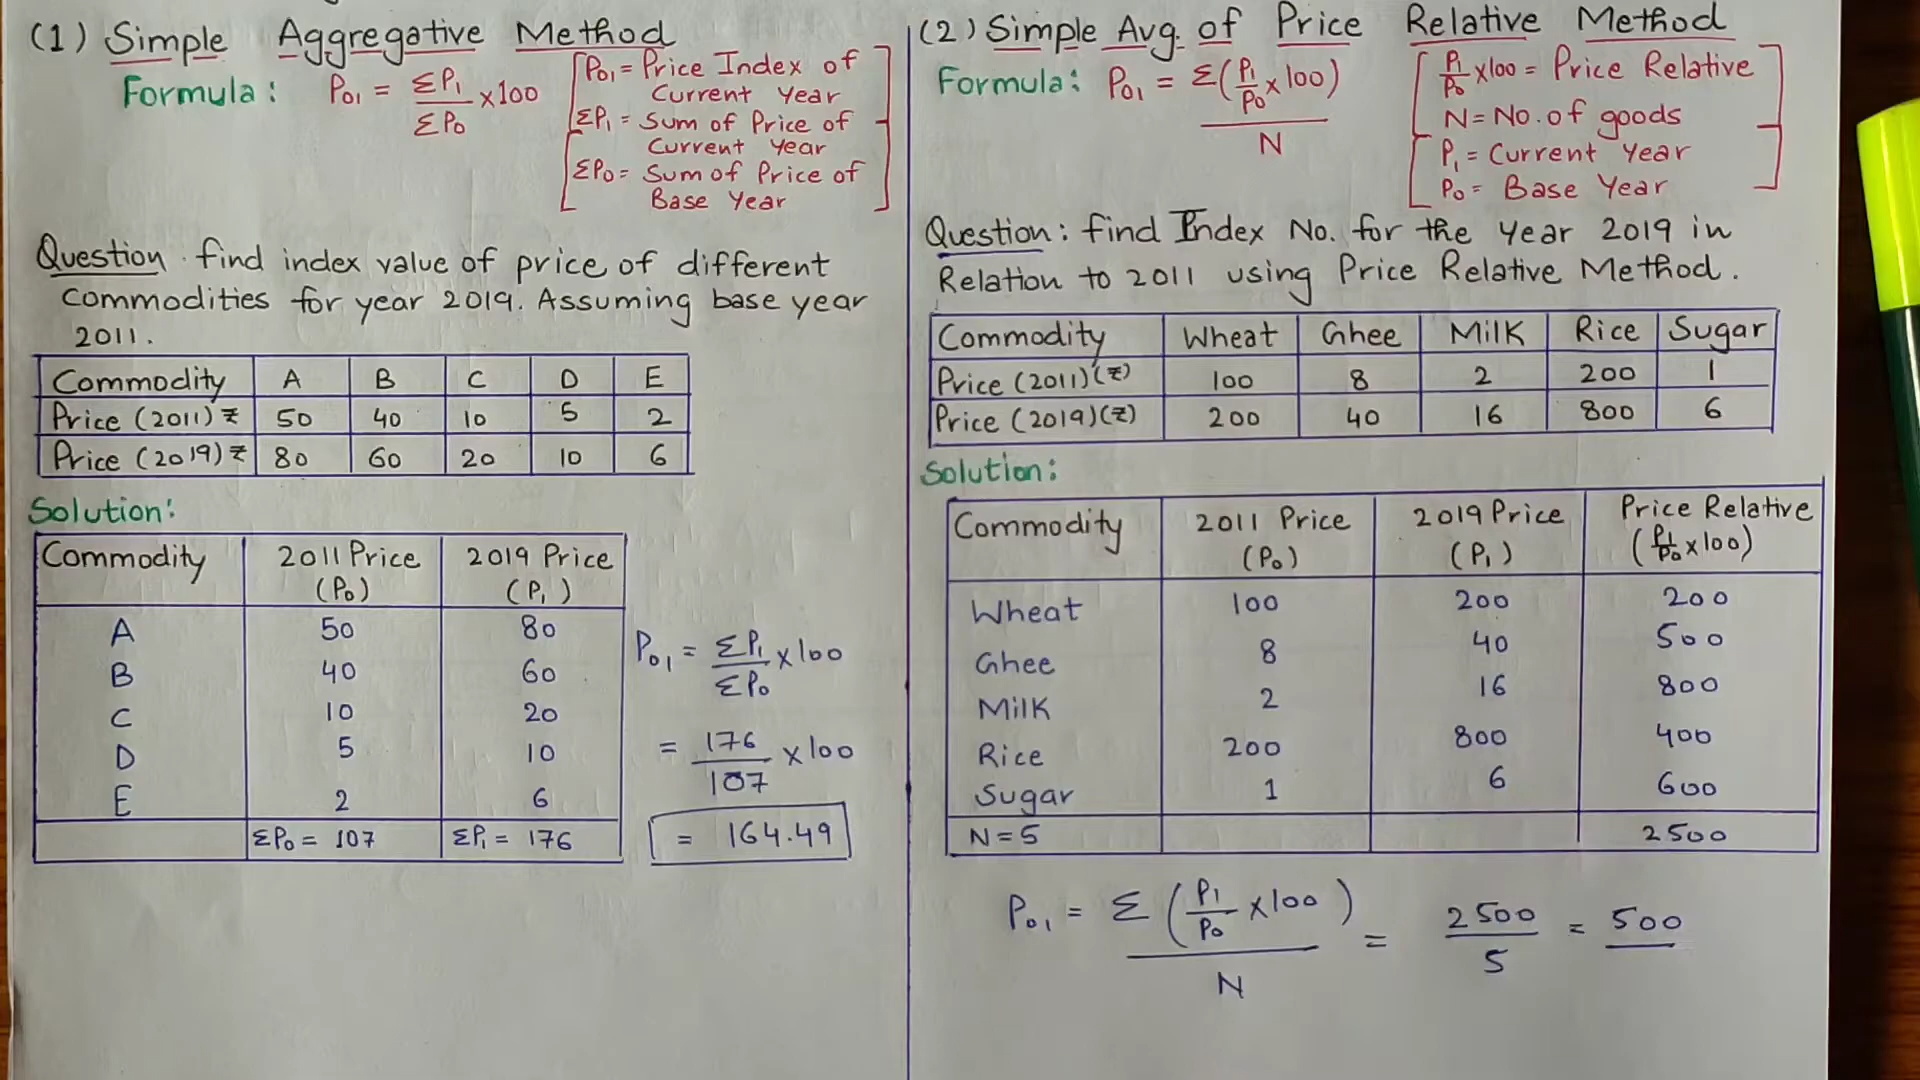 (1) Simple Aggregative Method
Formula: P₀₁ = ΣP₁/ΣP₀ × 100
P₀₁ = Price Index of
Current Year
ΣP₁ = Sum of Price of
Current Year
ΣP₀ = Sum of Price of
Base Year
Question. find index value of price of different
Commodities for year 2019. Assuming base year
2011.
Commodity A B C D E
Price (2011) ₹ 50 40 10 5 2
Price (2019) ₹ 80 60 20 10 6
Solution:
Commodity 2011 Price (P₀) 2019 Price (P₁)
A 50 80
B 40 60
C 10 20
D 5 10
E 2 6
ΣP₀ = 107 ΣP₁ = 176
P₀₁ = ΣP₁/ΣP₀ × 100
= 176/107 × 100
= 164.49
(2) Simple Avg. of Price Relative Method
Formula: P₀₁ = Σ(P₁/P₀ × 100)/N
P₁/P₀ × 100 = Price Relative
N = No. of goods
P₁ = Current Year
P₀ = Base Year
Question: find Index No. for the year 2019 in
Relation to 2011 using Price Relative Method.
Commodity Wheat Ghee Milk Rice Sugar
Price (2011) (₹) 100 8 2 200 1
Price (2019) (₹) 200 40 16 800 6
Solution:
Commodity 2011 Price (P₀) 2019 Price (P₁) Price Relative (P₁/P₀ × 100)
Wheat 100 200 200
Ghee 8 40 500
Milk 2 16 800
Rice 200 800 400
Sugar 1 6 600
N = 5 2500
P₀₁ = Σ(P₁/P₀ × 100)/N = 2500/5 = 500